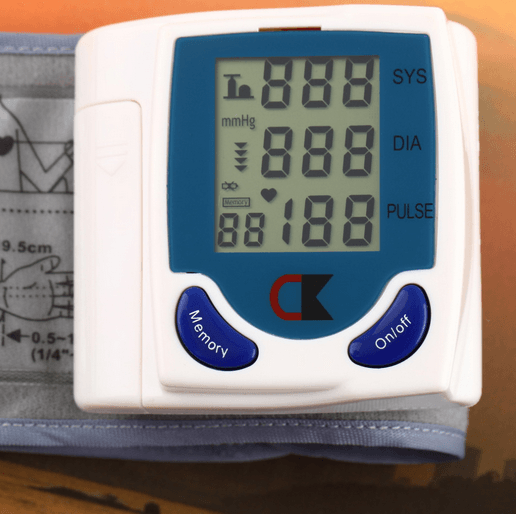 888 SYS
mmHg
888 DIA
Memory
88 188 PULSE
9.5cm
CK
Memory
On/off
0.5~1
(1/4"-